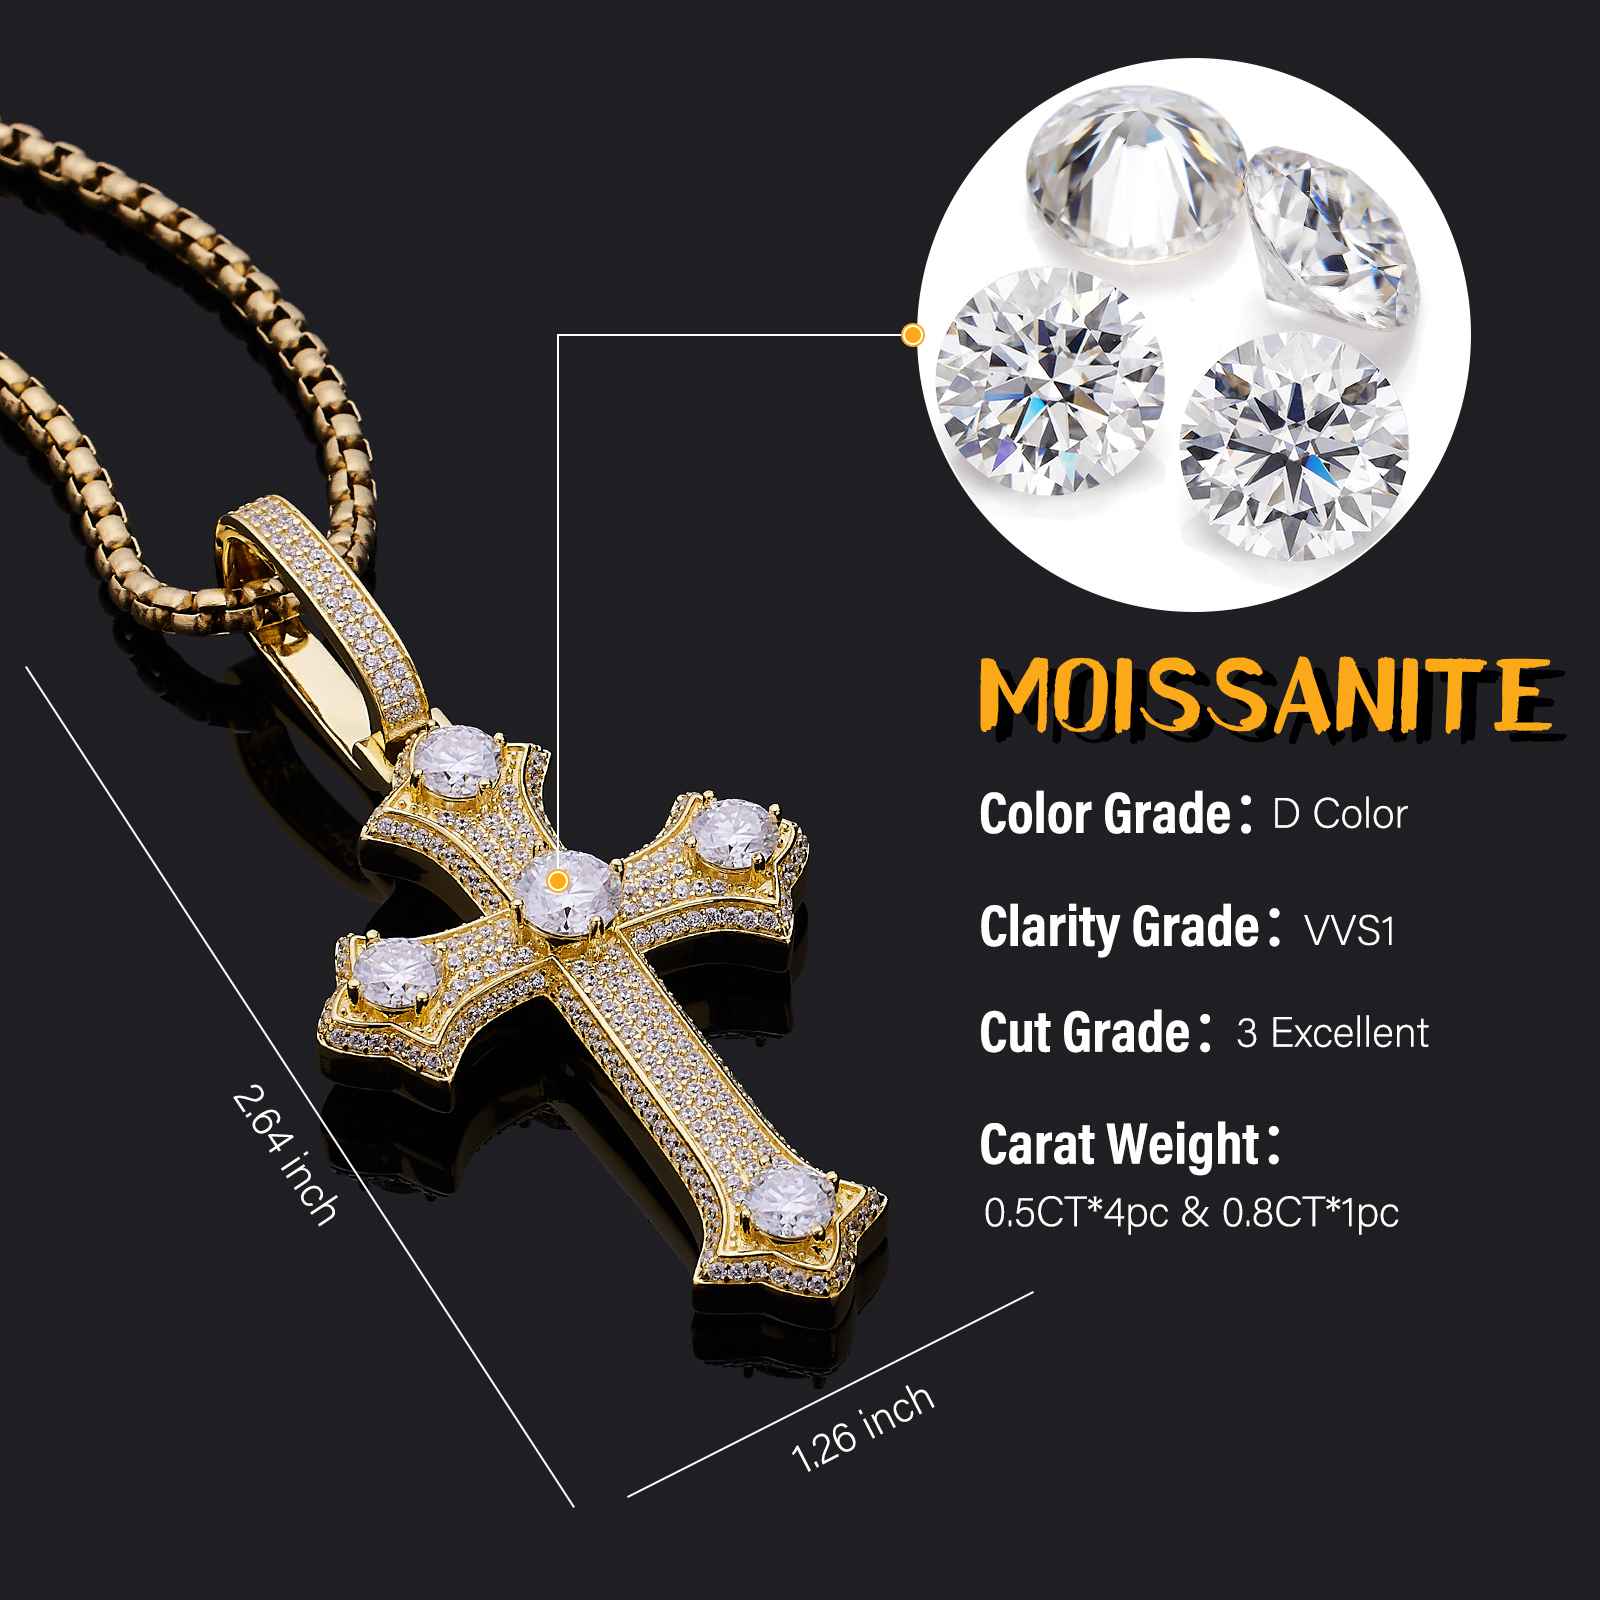 MOISSANITE
Color Grade: D Color
Clarity Grade: VVS1
Cut Grade: 3 Excellent
Carat Weight:
0.5CT*4pc & 0.8CT*1pc
2.64 inch
1.26 inch